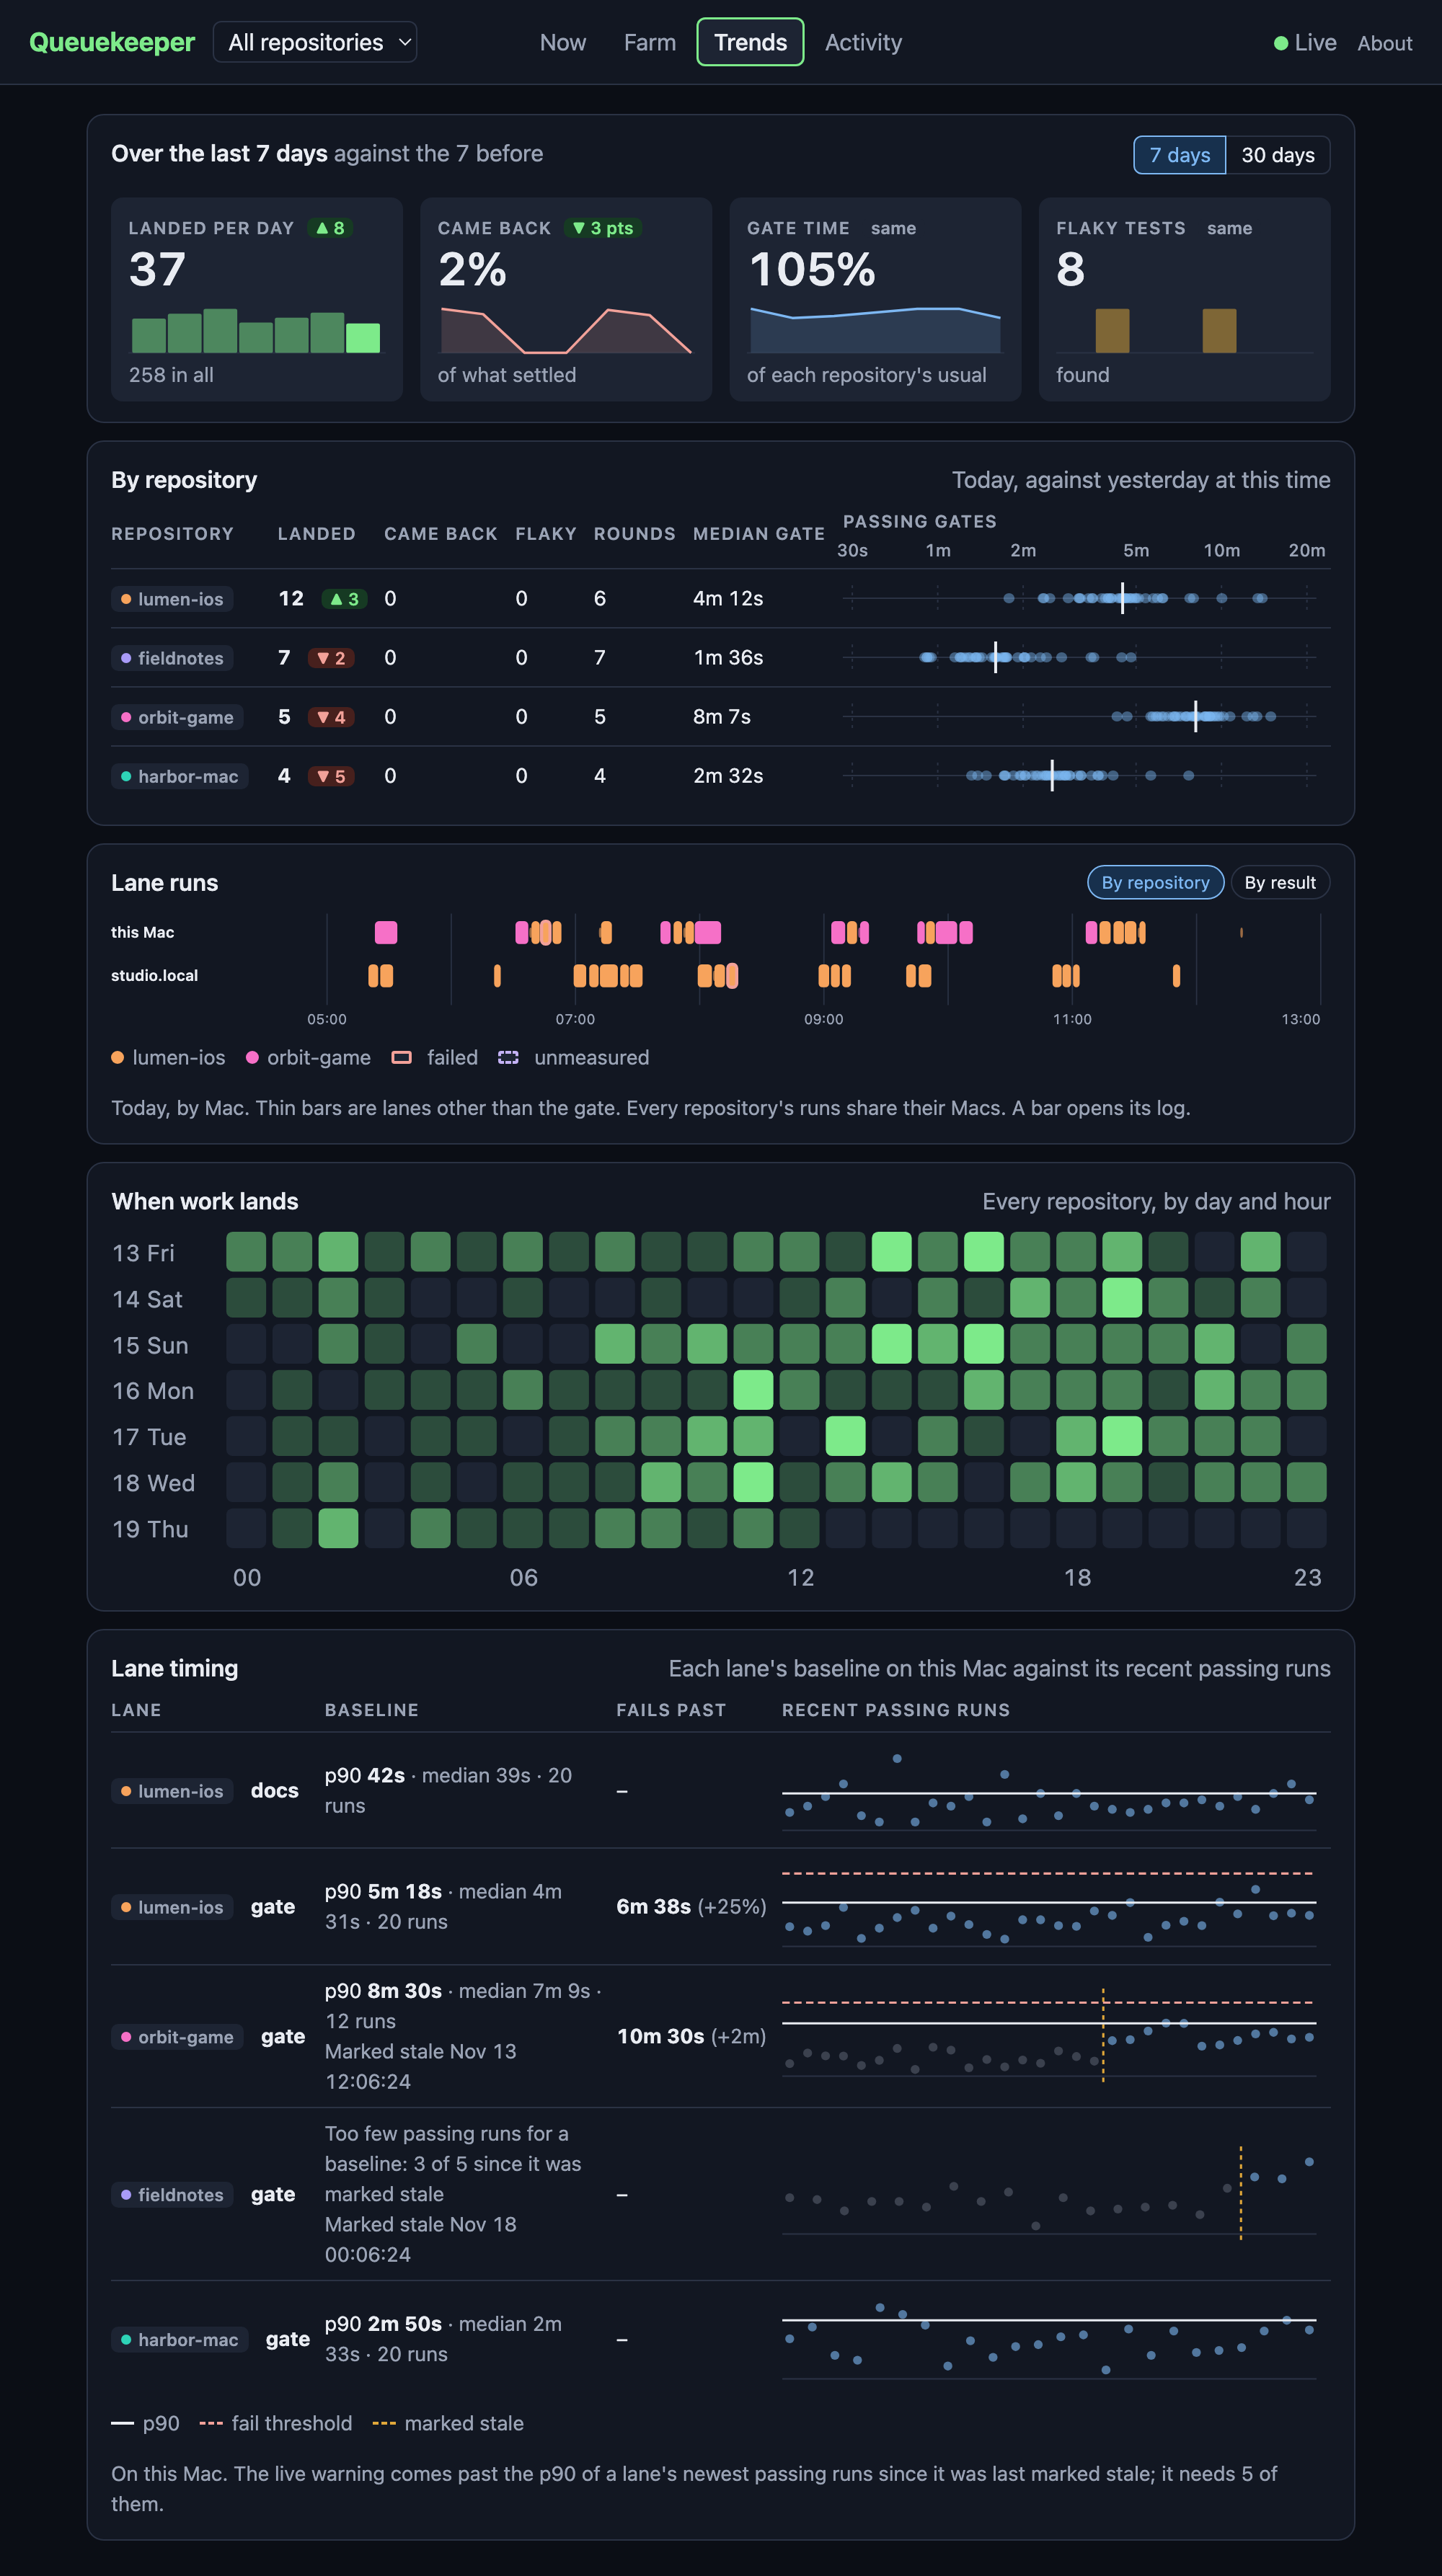 Queuekeeper All repositories Now Farm Trends Activity Live About
Over the last 7 days against the 7 before 7 days 30 days
LANDED PER DAY ▲ 8
37
258 in all
CAME BACK ▼ 3 pts
2%
of what settled
GATE TIME same
105%
of each repository's usual
FLAKY TESTS same
8
found
By repository Today, against yesterday at this time
REPOSITORY LANDED CAME BACK FLAKY ROUNDS MEDIAN GATE PASSING GATES
30s 1m 2m 5m 10m 20m
lumen-ios 12 ▲ 3 0 0 6 4m 12s
fieldnotes 7 ▼ 2 0 0 7 1m 36s
orbit-game 5 ▼ 4 0 0 5 8m 7s
harbor-mac 4 ▼ 5 0 0 4 2m 32s
Lane runs By repository By result
this Mac
studio.local
05:00 07:00 09:00 11:00 13:00
lumen-ios orbit-game failed unmeasured
Today, by Mac. Thin bars are lanes other than the gate. Every repository's runs share their Macs. A bar opens its log.
When work lands Every repository, by day and hour
13 Fri
14 Sat
15 Sun
16 Mon
17 Tue
18 Wed
19 Thu
00 06 12 18 23
Lane timing Each lane's baseline on this Mac against its recent passing runs
LANE BASELINE FAILS PAST RECENT PASSING RUNS
lumen-ios docs p90 42s · median 39s · 20
runs
–
lumen-ios gate p90 5m 18s · median 4m
31s · 20 runs
6m 38s (+25%)
orbit-game gate p90 8m 30s · median 7m 9s ·
12 runs
Marked stale Nov 13
12:06:24
10m 30s (+2m)
fieldnotes gate Too few passing runs for a
baseline: 3 of 5 since it was
marked stale
Marked stale Nov 18
00:06:24
–
harbor-mac gate p90 2m 50s · median 2m
33s · 20 runs
–
p90 fail threshold marked stale
On this Mac. The live warning comes past the p90 of a lane's newest passing runs since it was last marked stale; it needs 5 of
them.